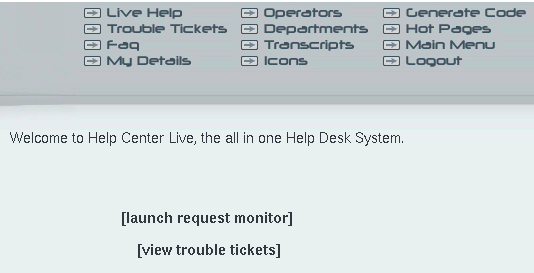 Live Help Operators Generate Code
Trouble Tickets Departments Hot Pages
Faq Transcripts Main Menu
My Details Icons Logout
Welcome to Help Center Live, the all in one Help Desk System.
[launch request monitor]
[view trouble tickets]